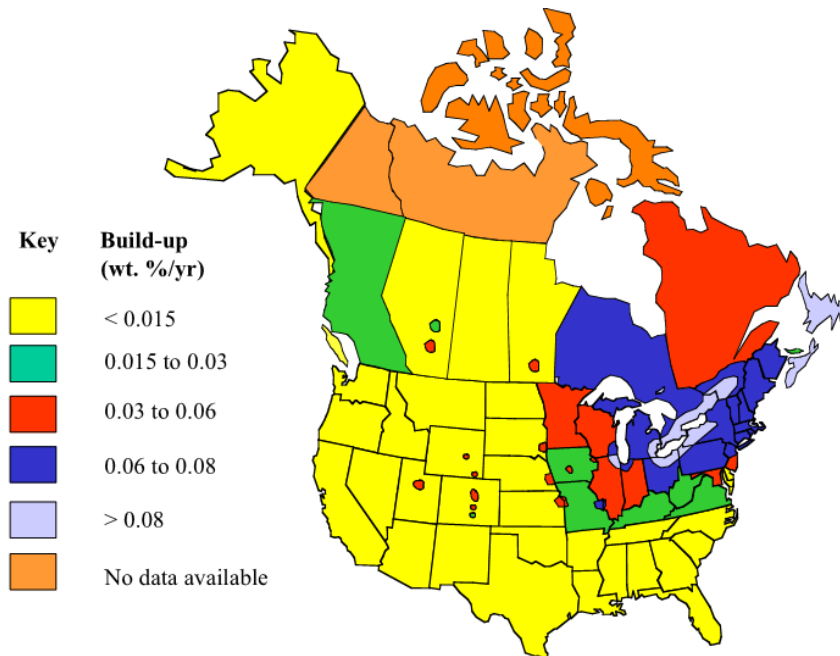 Key Build-up
(wt. %/yr)
< 0.015
0.015 to 0.03
0.03 to 0.06
0.06 to 0.08
> 0.08
No data available